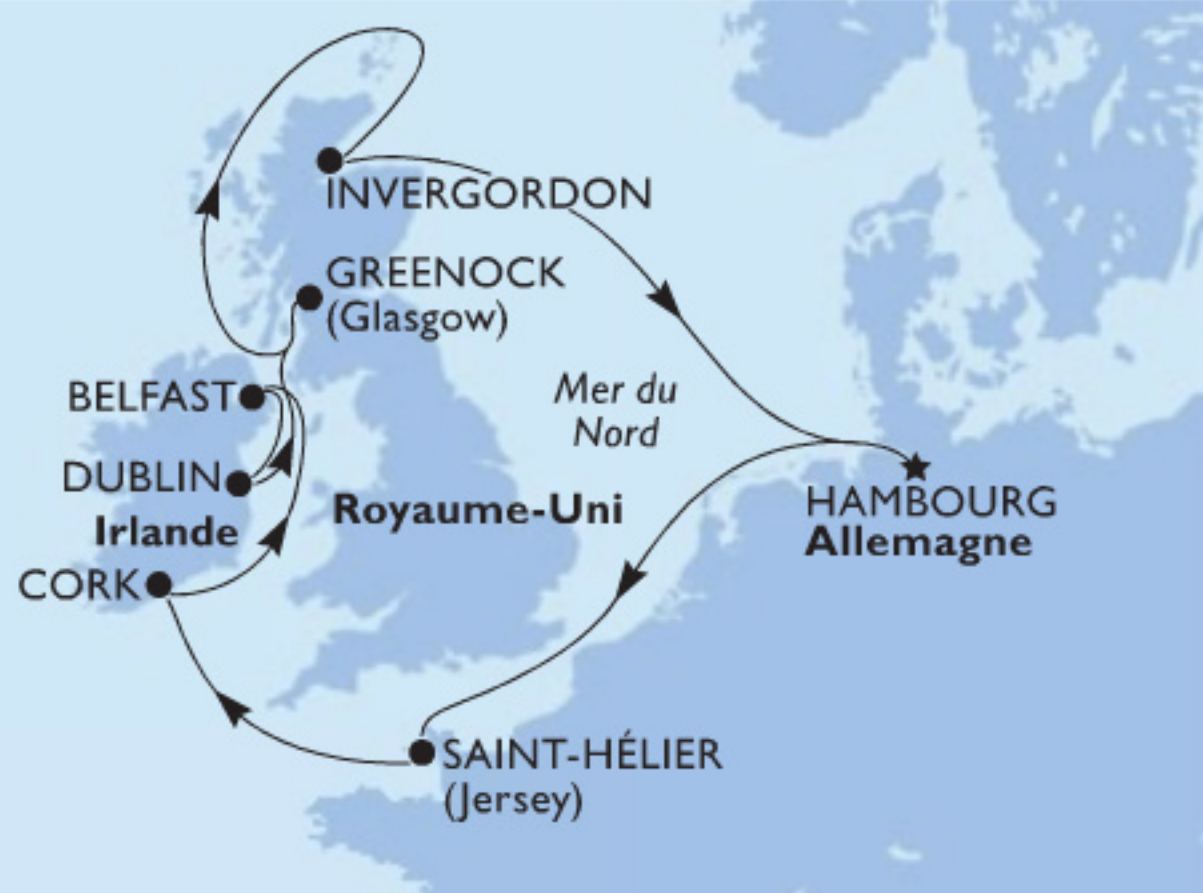 INVERGORDON
GREENOCK
(Glasgow)
BELFAST
Mer du
Nord
DUBLIN
HAMBOURG
Allemagne
Royaume-Uni
Irlande
CORK
SAINT-HÉLIER
(Jersey)